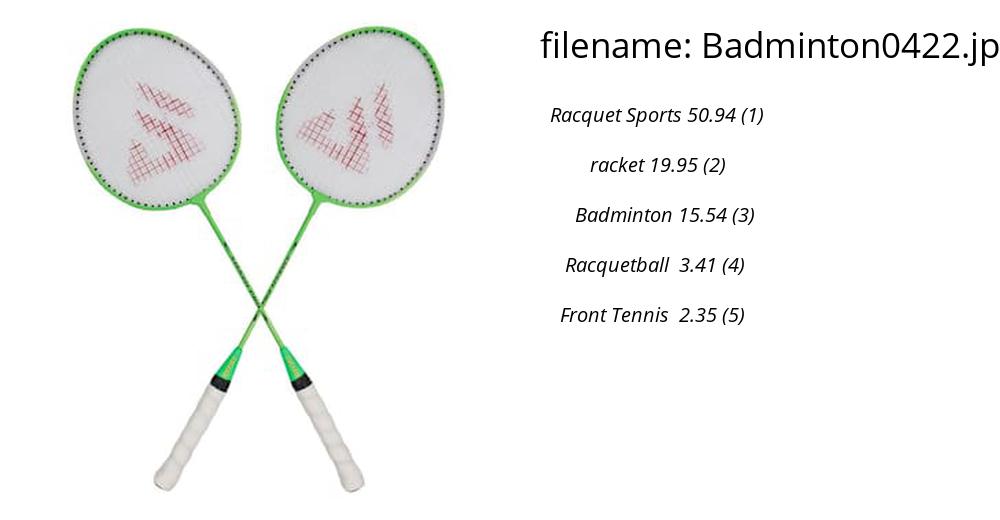 filename: Badminton0422.jp
Racquet Sports 50.94 (1)
racket 19.95 (2)
Badminton 15.54 (3)
Racquetball 3.41 (4)
Front Tennis 2.35 (5)